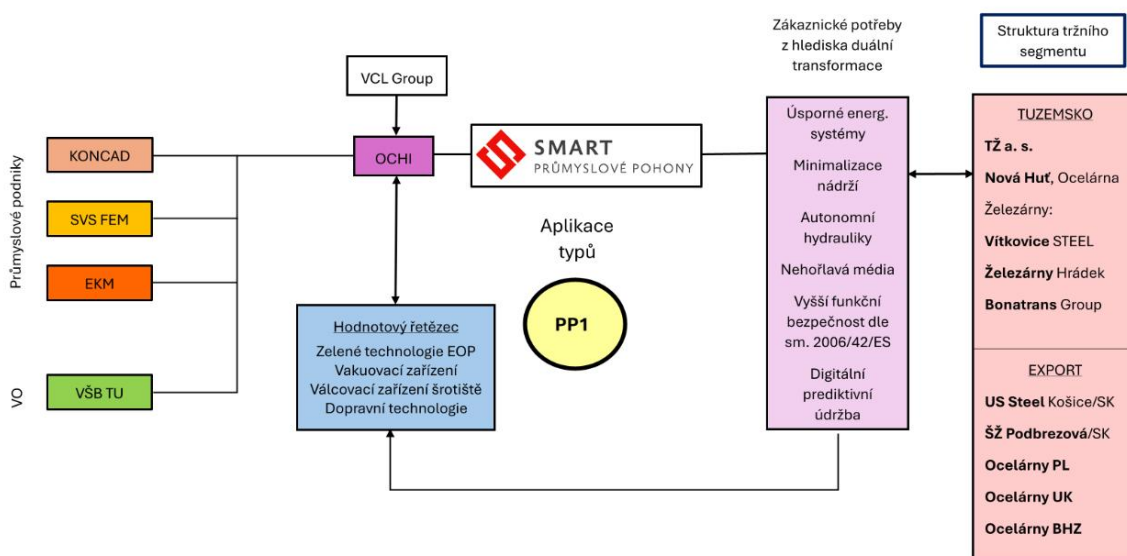 Průmyslové podniky
VO
KONCAD
SVS FEM
EKM
VŠB TU
VCL Group
OCHI
Hodnotový řetězec
Zelené technologie EOP
Vakuovací zařízení
Válcovací zařízení šrotiště
Dopravní technologie
SMART
PRŮMYSLOVÉ POHONY
Aplikace
typů
PP1
Zákaznické potřeby
z hlediska duální
transformace
Úsporné energ.
systémy
Minimalizace
nádrží
Autonomní
hydrauliky
Nehořlavá média
Vyšší funkční
bezpečnost dle
sm. 2006/42/ES
Digitální
prediktivní
údržba
Struktura tržního
segmentu
TUZEMSKO
TŽ a. s.
Nová Huť, Ocelárna
Železárny:
Vítkovice STEEL
Železárny Hrádek
Bonatrans Group
EXPORT
US Steel Košice/SK
ŠŽ Podbrezová/SK
Ocelárny PL
Ocelárny UK
Ocelárny BHZ